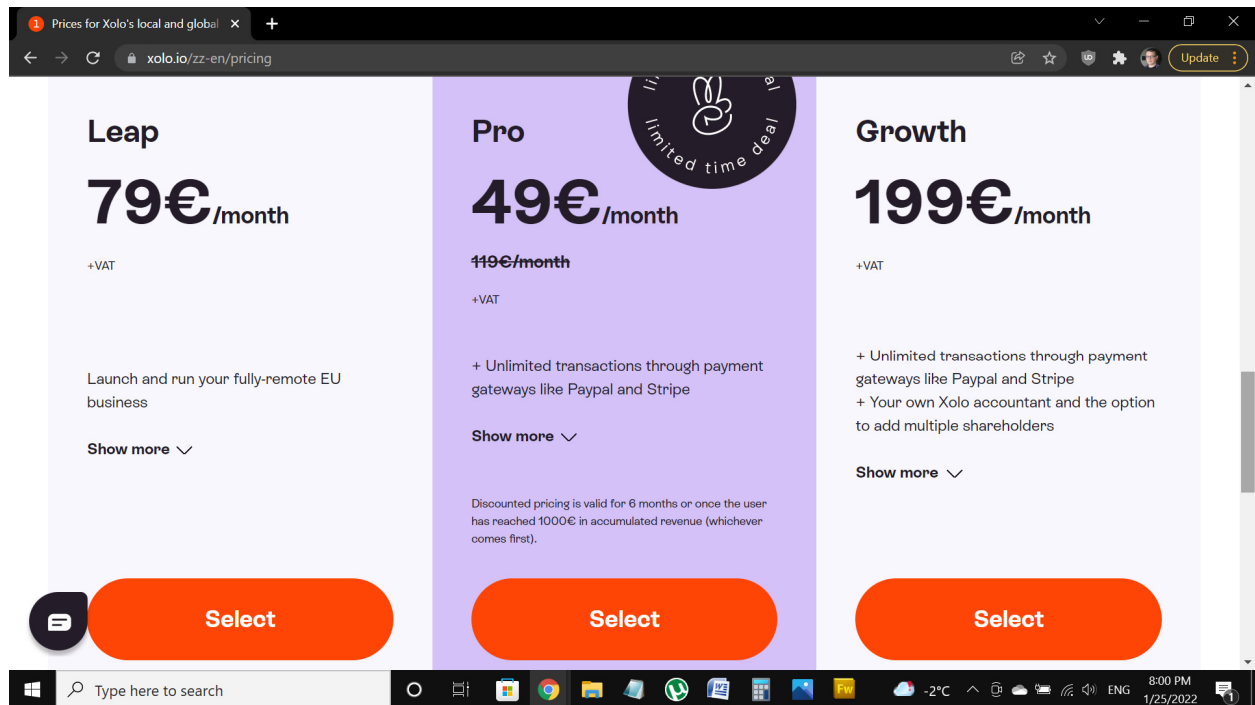 1
Prices for Xolo's local and global
xolo.io/zz-en/pricing
Update
Leap
79€/month
+VAT
Launch and run your fully-remote EU
business
Show more
Select
limited time deal
Pro
49€/month
119€/month
+VAT
+ Unlimited transactions through payment
gateways like Paypal and Stripe
Show more
Discounted pricing is valid for 6 months or once the user
has reached 1000€ in accumulated revenue (whichever
comes first).
Select
Growth
199€/month
+VAT
+ Unlimited transactions through payment
gateways like Paypal and Stripe
+ Your own Xolo accountant and the option
to add multiple shareholders
Show more
Select
Type here to search
Fw
-2°C
ENG
8:00 PM
1/25/2022
1